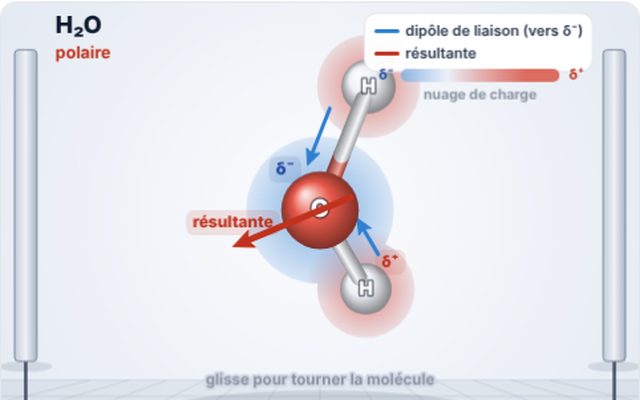 H₂O
polaire
dipôle de liaison (vers δ⁻)
résultante
δ⁻
δ⁺
nuage de charge
H
δ⁻
O
résultante
δ⁺
H
glisse pour tourner la molécule